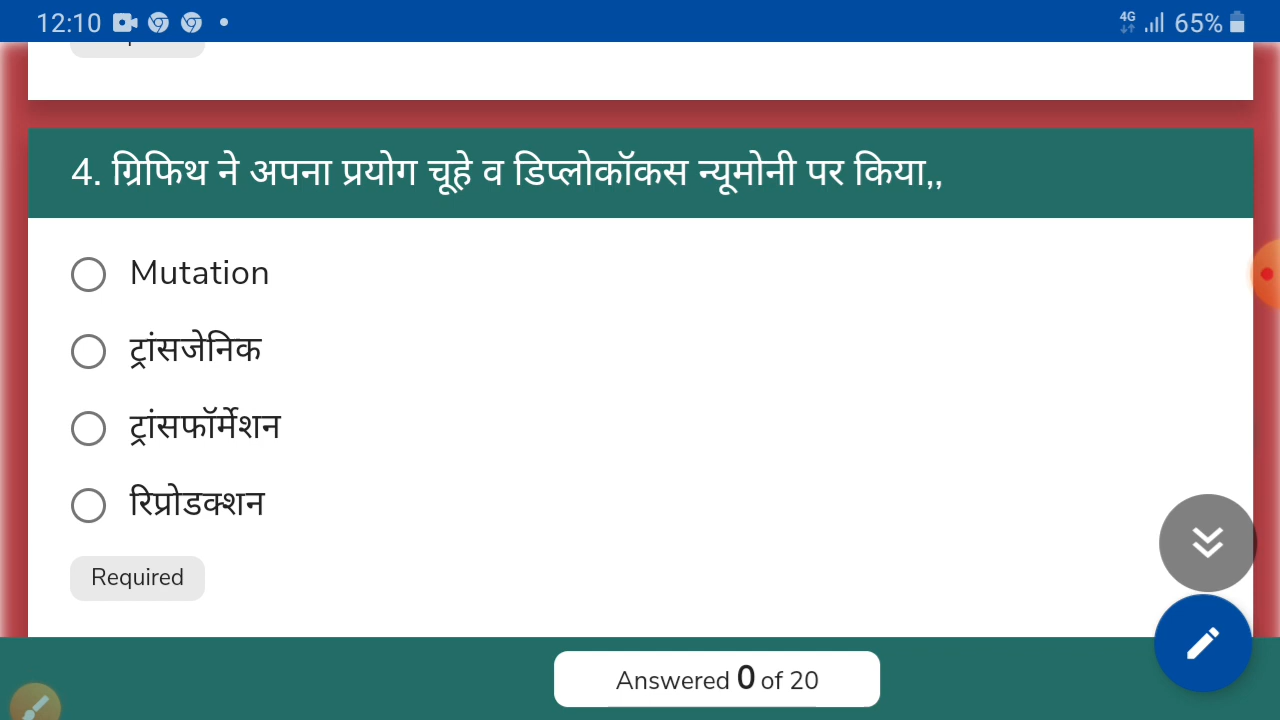 12:10
4G
65%
4. ग्रिफिथ ने अपना प्रयोग चूहे व डिप्लोकॉकस न्यूमोनी पर किया,,
Mutation
ट्रांसजेनिक
ट्रांसफॉर्मेशन
रिप्रोडक्शन
Required
Answered 0 of 20